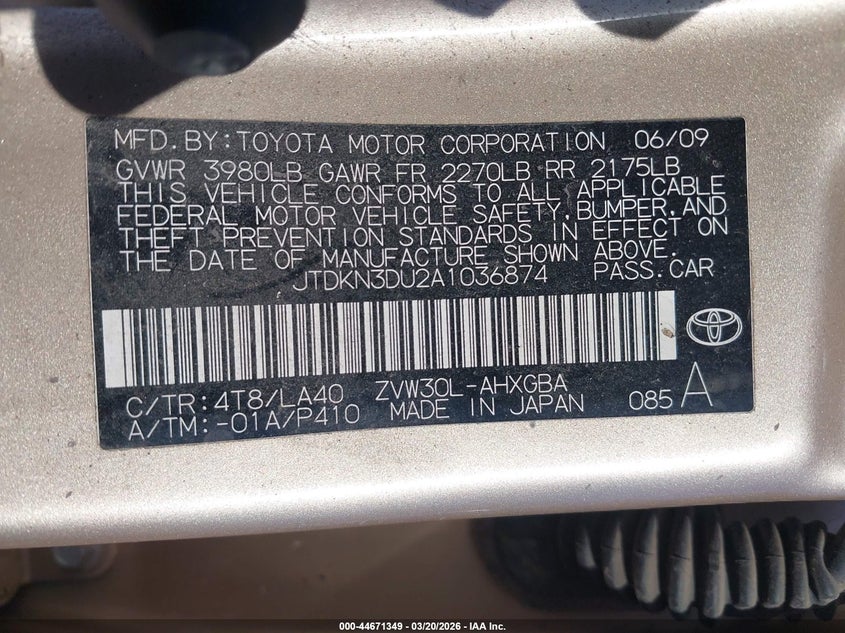 MFD.BY:TOYOTA MOTOR CORPORATION 06/09
GVWR 3980LB GAWR FR 2270LB RR 2175LB
THIS VEHICLE CONFORMS TO ALL APPLICABLE
FEDERAL MOTOR VEHICLE SAFETY,BUMPER,AND
THEFT PREVENTION STANDARDS IN EFFECT ON
THE DATE OF MANUFACTURE SHOWN ABOVE.
JTDKN3DU2A1036874 PASS.CAR
C/TR:4T8/LA40 ZVW30L-AHXGBA
A/TM:-01A/P410 MADE IN JAPAN 085 A
000-44671349 | 03/20/2026 - IAA Inc.